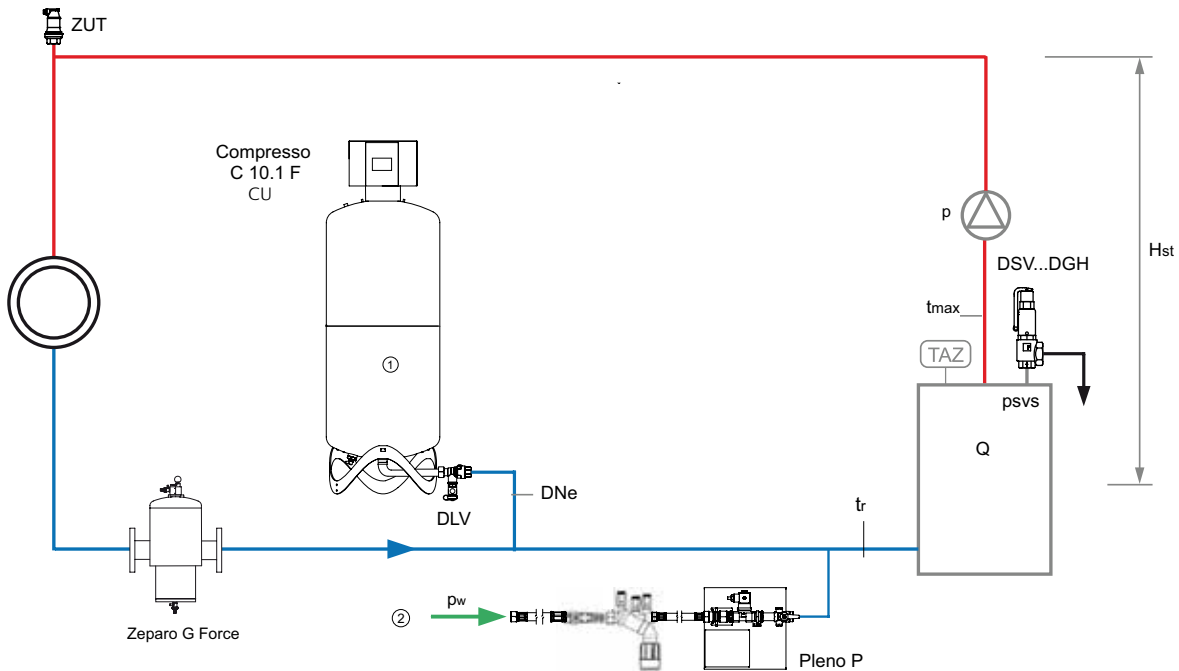 ZUT
Compresso
C 10.1 F
CU
p
Hst
DSV...DGH
tmax
TAZ
①
psvs
Q
DNe
DLV
tr
pw
②
Zeparo G Force
Pleno P